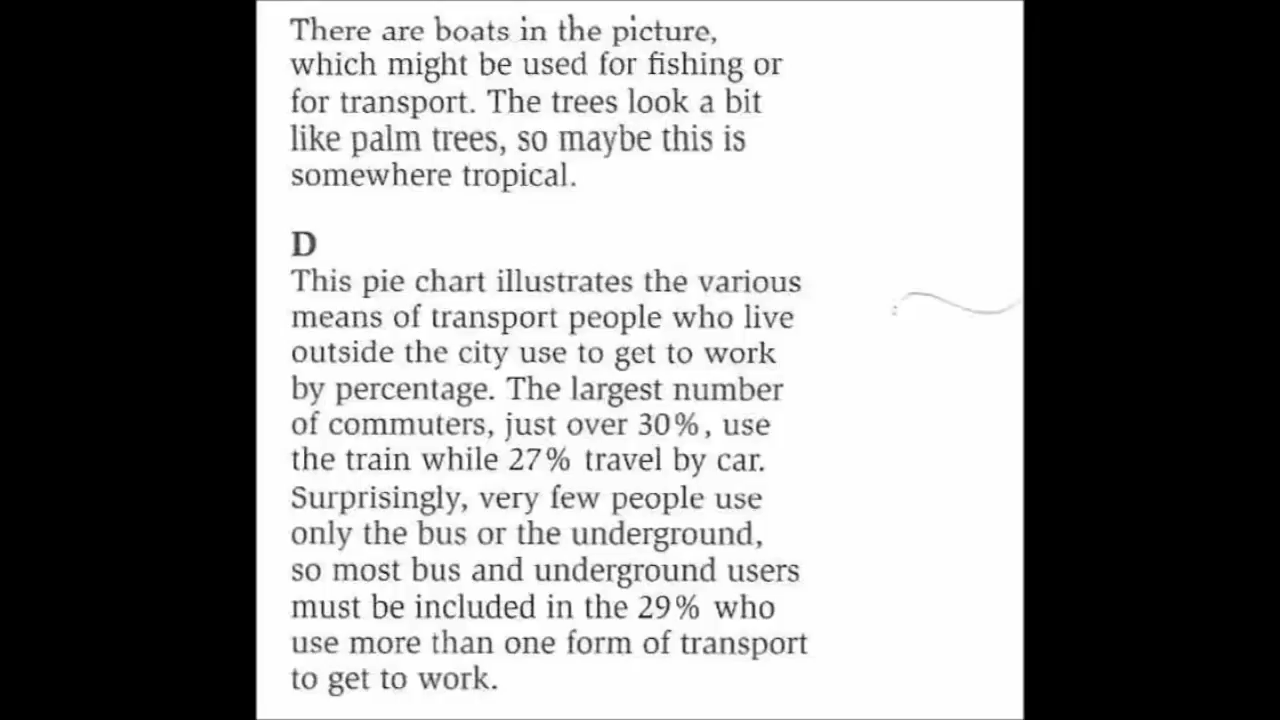 There are boats in the picture,
which might be used for fishing or
for transport. The trees look a bit
like palm trees, so maybe this is
somewhere tropical.
D
This pie chart illustrates the various
means of transport people who live
outside the city use to get to work
by percentage. The largest number
of commuters, just over 30%, use
the train while 27% travel by car.
Surprisingly, very few people use
only the bus or the underground,
so most bus and underground users
must be included in the 29% who
use more than one form of transport
to get to work.